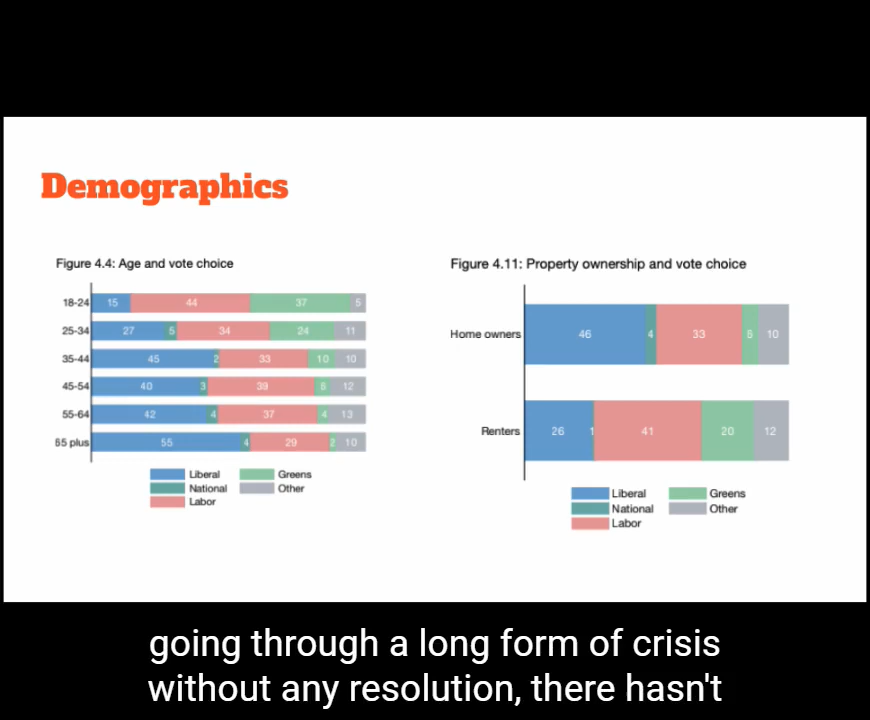 Demographics
Figure 4.4: Age and vote choice
18-24 15 44 37 5
25-34 27 5 34 24 11
35-44 45 2 33 10 10
45-54 40 3 39 6 12
55-64 42 4 37 4 13
65 plus 55 4 29 2 10
Liberal Greens
National Other
Labor
Figure 4.11: Property ownership and vote choice
Home owners 46 4 33 10
Renters 26 1 41 20 12
Liberal Greens
National Other
Labor
going through a long form of crisis
without any resolution, there hasn't